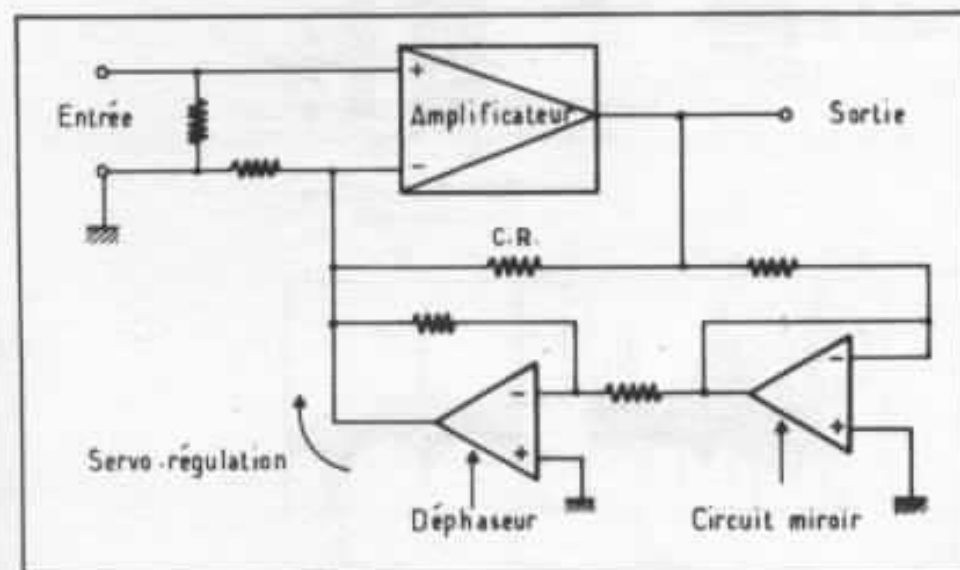 +
Entrée
Amplificateur
Sortie
-
C.R.
-
-
+
+
Servo-régulation
Déphaseur
Circuit miroir